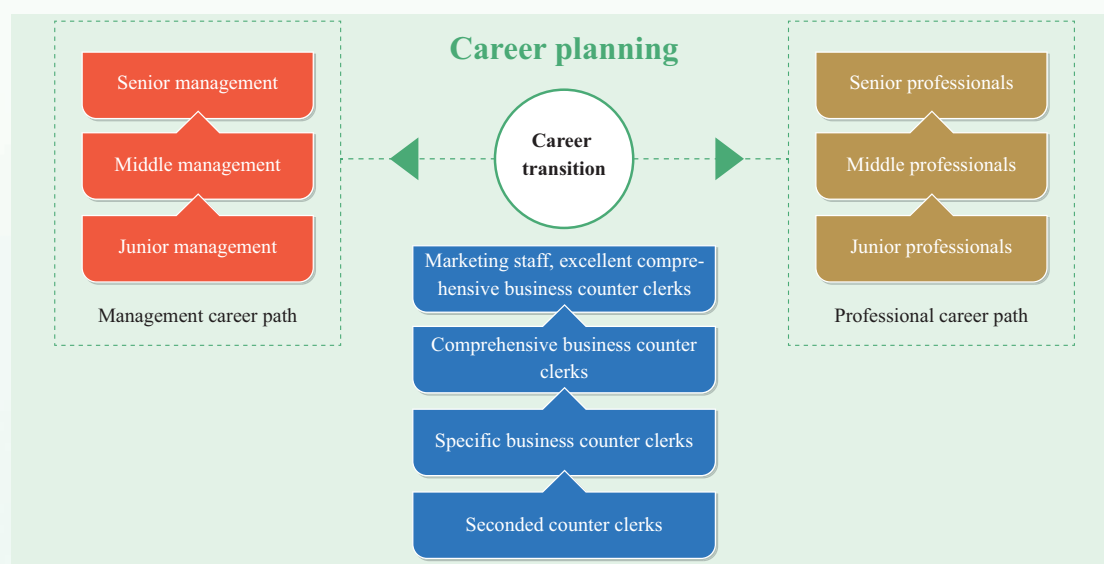 Career planning
Senior management
Middle management
Junior management
Management career path
Career
transition
Marketing staff, excellent compre-
hensive business counter clerks
Comprehensive business counter
clerks
Specific business counter clerks
Seconded counter clerks
Senior professionals
Middle professionals
Junior professionals
Professional career path